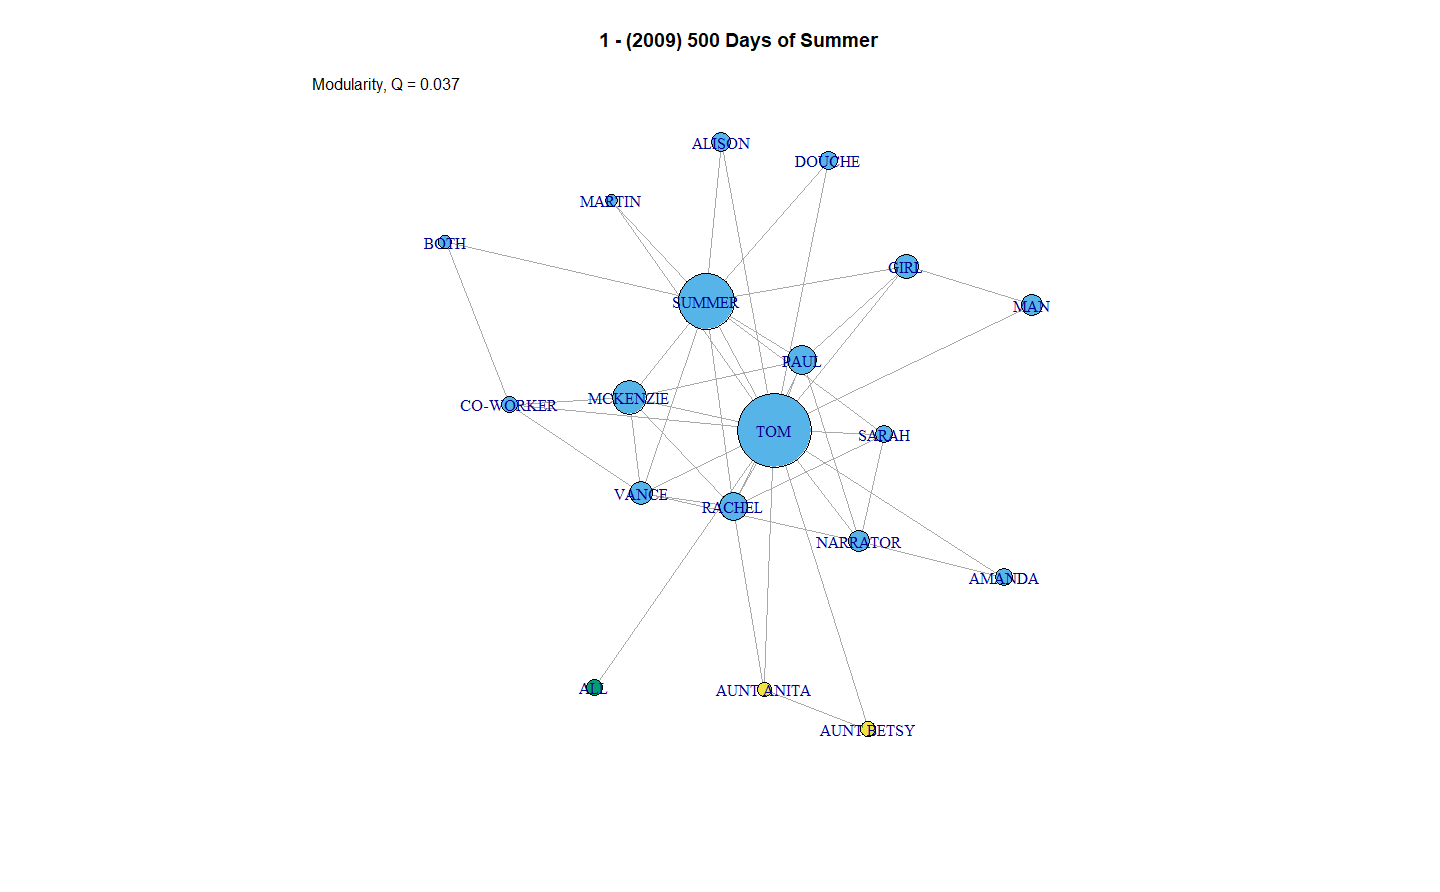 1 - (2009) 500 Days of Summer
Modularity, Q = 0.037
ALISON
DOUCHE
MARTIN
BOTH
GIRL
SUMMER
MAN
PAUL
MCKENZIE
CO-WORKER
TOM
SARAH
VANCE
RACHEL
NARRATOR
AMANDA
ALL
AUNT ANITA
AUNT BETSY